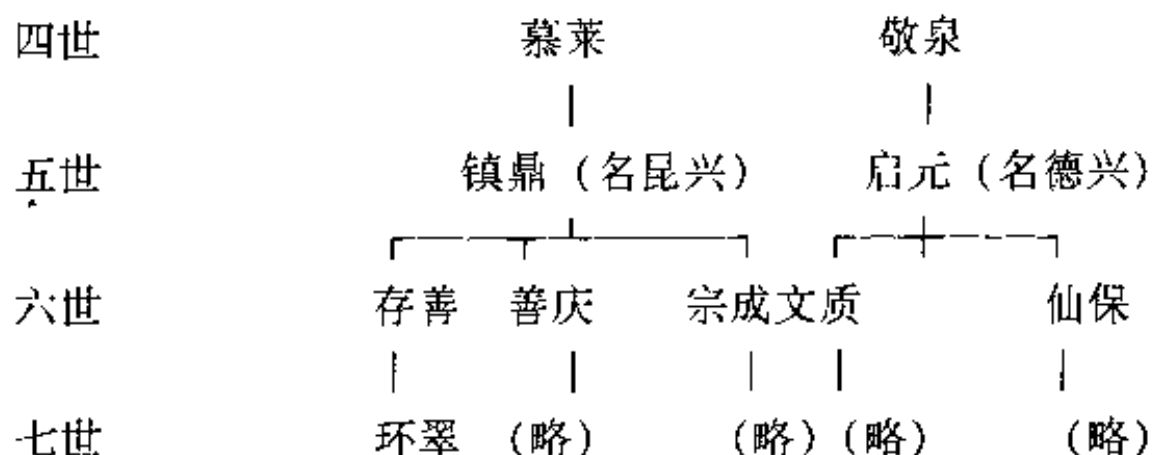 四世 慕莱 敬泉
五世 镇鼎（名昆兴） 启元（名德兴）
六世 存善 善庆 宗成文质 仙保
七世 环翠 （略） （略）（略） （略）